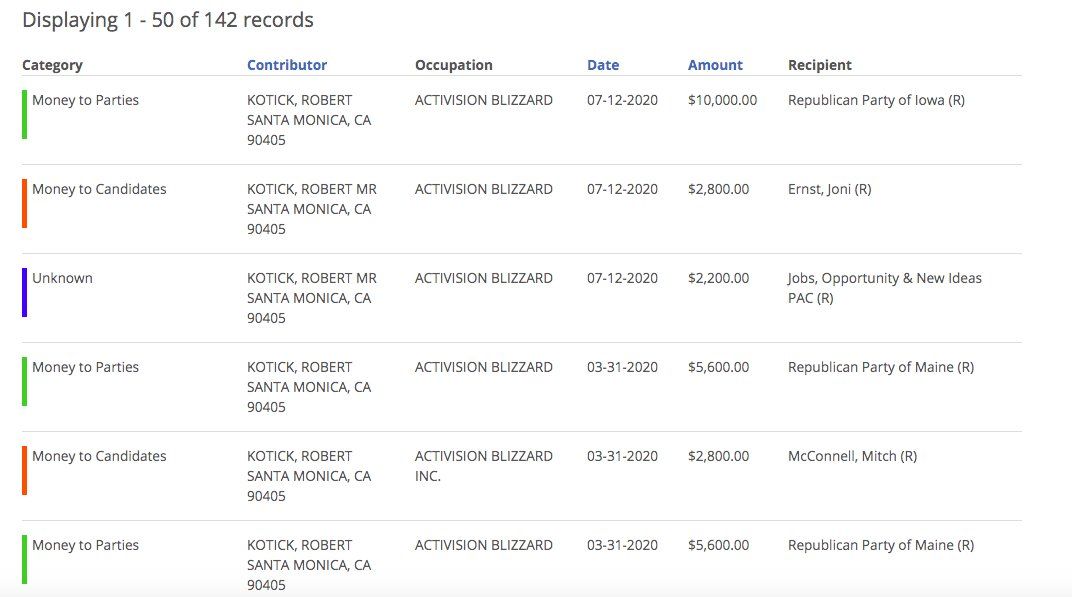 Displaying 1 - 50 of 142 records
Category Contributor Occupation Date Amount Recipient
Money to Parties KOTICK, ROBERT ACTIVISION BLIZZARD 07-12-2020 $10,000.00 Republican Party of Iowa (R)
SANTA MONICA, CA
90405
Money to Candidates KOTICK, ROBERT MR ACTIVISION BLIZZARD 07-12-2020 $2,800.00 Ernst, Joni (R)
SANTA MONICA, CA
90405
Unknown KOTICK, ROBERT MR ACTIVISION BLIZZARD 07-12-2020 $2,200.00 Jobs, Opportunity & New Ideas
SANTA MONICA, CA PAC (R)
90405
Money to Parties KOTICK, ROBERT ACTIVISION BLIZZARD 03-31-2020 $5,600.00 Republican Party of Maine (R)
SANTA MONICA, CA
90405
Money to Candidates KOTICK, ROBERT ACTIVISION BLIZZARD 03-31-2020 $2,800.00 McConnell, Mitch (R)
SANTA MONICA, CA INC.
90405
Money to Parties KOTICK, ROBERT ACTIVISION BLIZZARD 03-31-2020 $5,600.00 Republican Party of Maine (R)
SANTA MONICA, CA
90405